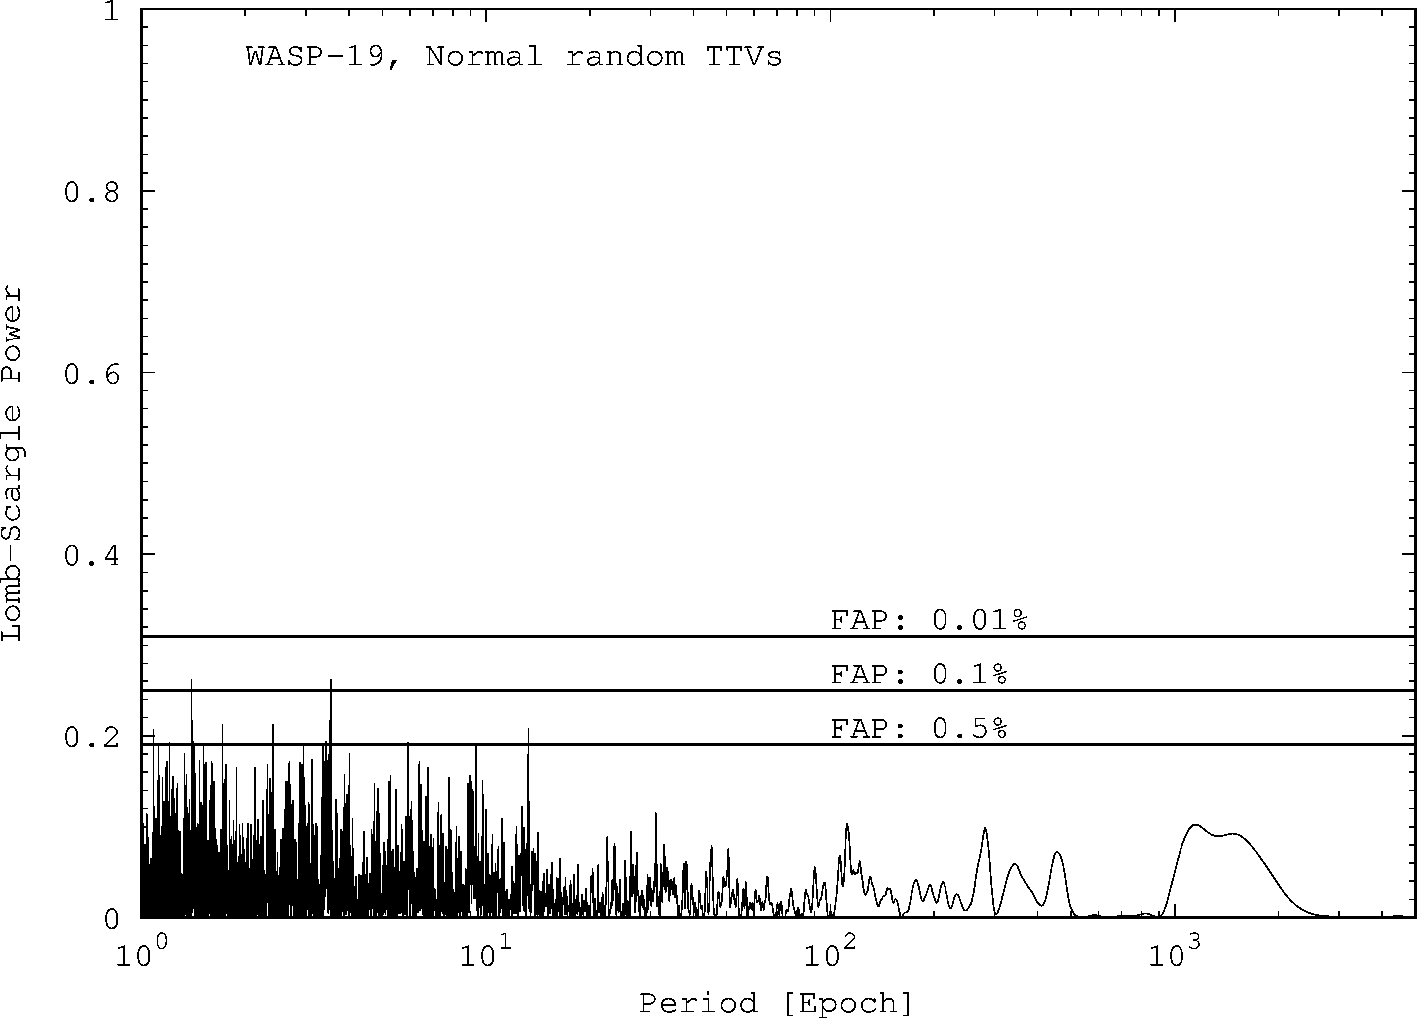 WASP-19, Normal random TTVs
1
0.8
0.6
0.4
0.2
0
Lomb-Scargle Power
FAP: 0.01%
FAP: 0.1%
FAP: 0.5%
10^0 10^1 10^2 10^3
Period [Epoch]